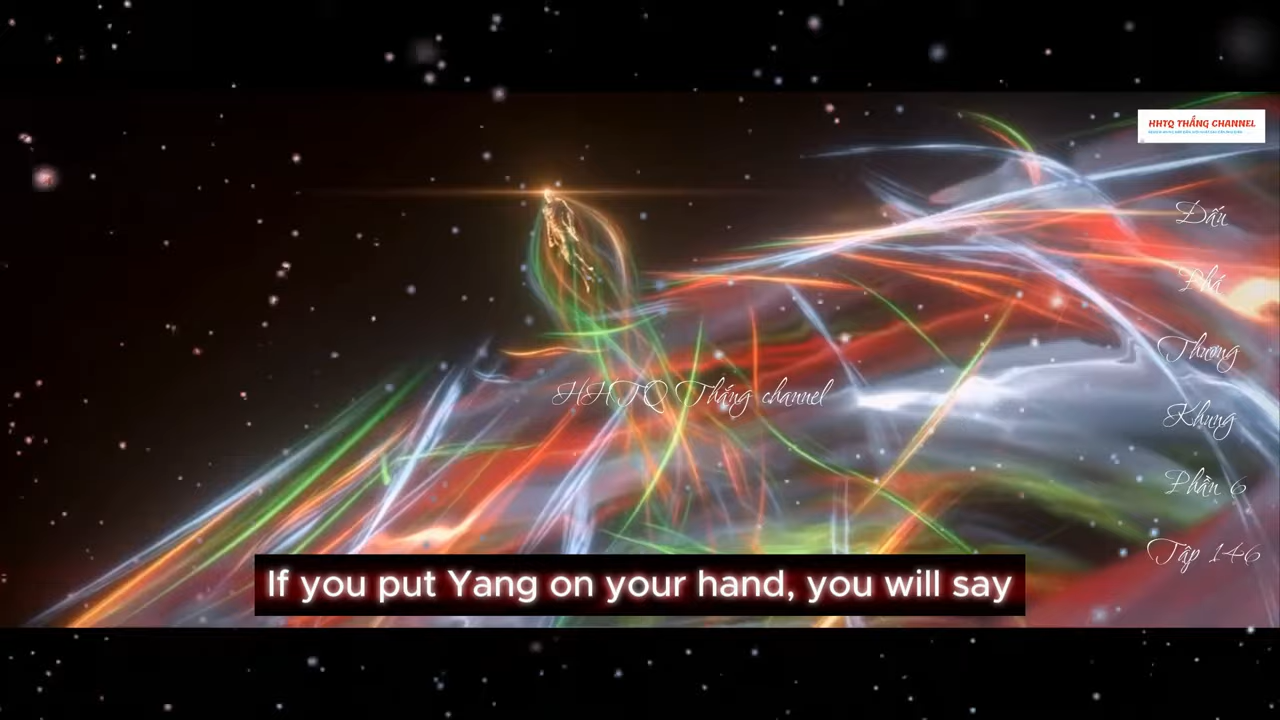 HHTQ THẮNG CHANNEL
Dấu
Phá
Thương
Khung
Phần 6
Tập 146
HHTQ Thắng channel
If you put Yang on your hand, you will say